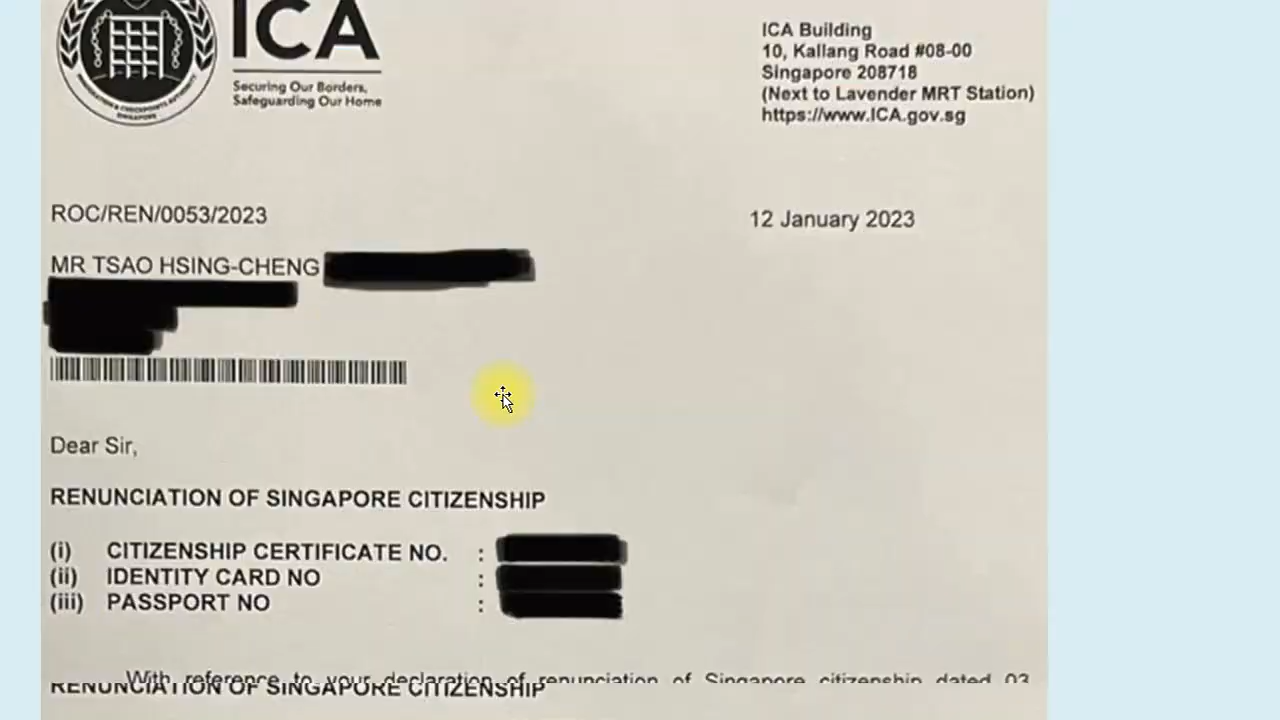 ICA
Securing Our Borders,
Safeguarding Our Home
ICA Building
10, Kallang Road #08-00
Singapore 208718
(Next to Lavender MRT Station)
https://www.ICA.gov.sg
ROC/REN/0053/2023
12 January 2023
MR TSAO HSING-CHENG
Dear Sir,
RENUNCIATION OF SINGAPORE CITIZENSHIP
(i) CITIZENSHIP CERTIFICATE NO. :
(ii) IDENTITY CARD NO :
(iii) PASSPORT NO :
With reference to your declaration of renunciation of Singapore citizenship dated 03
RENUNCIATION OF SINGAPORE CITIZENSHIP